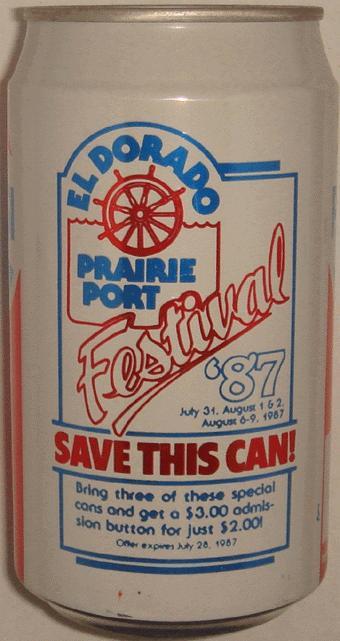 EL DORADO
PRAIRIE
PORT
Festival
'87
July 31, August 1 & 2,
August 6-9, 1987
SAVE THIS CAN!
Bring three of these special
cans and get a $3.00 admis-
sion button for just $2.00!
Offer expires July 28, 1987